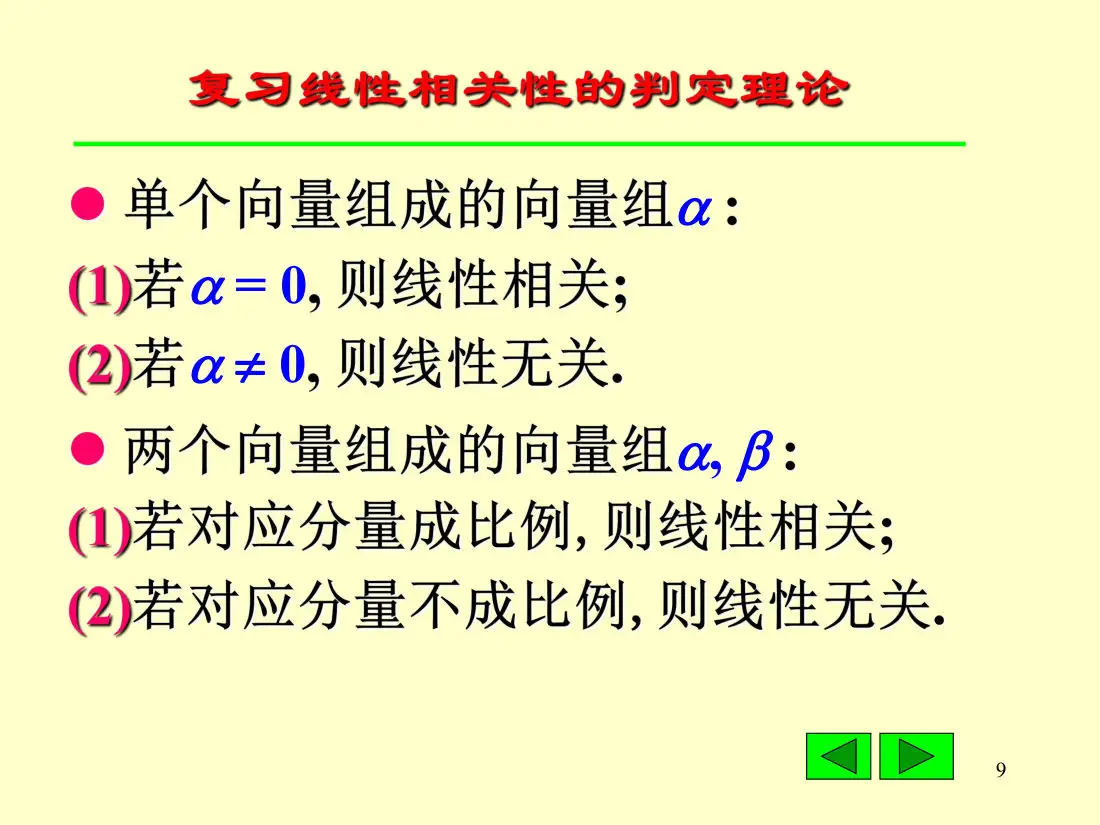 复习线性相关性的判定理论
● 单个向量组成的向量组α :
(1)若α = 0, 则线性相关;
(2)若α ≠ 0, 则线性无关.
● 两个向量组成的向量组α, β :
(1)若对应分量成比例, 则线性相关;
(2)若对应分量不成比例, 则线性无关.
9